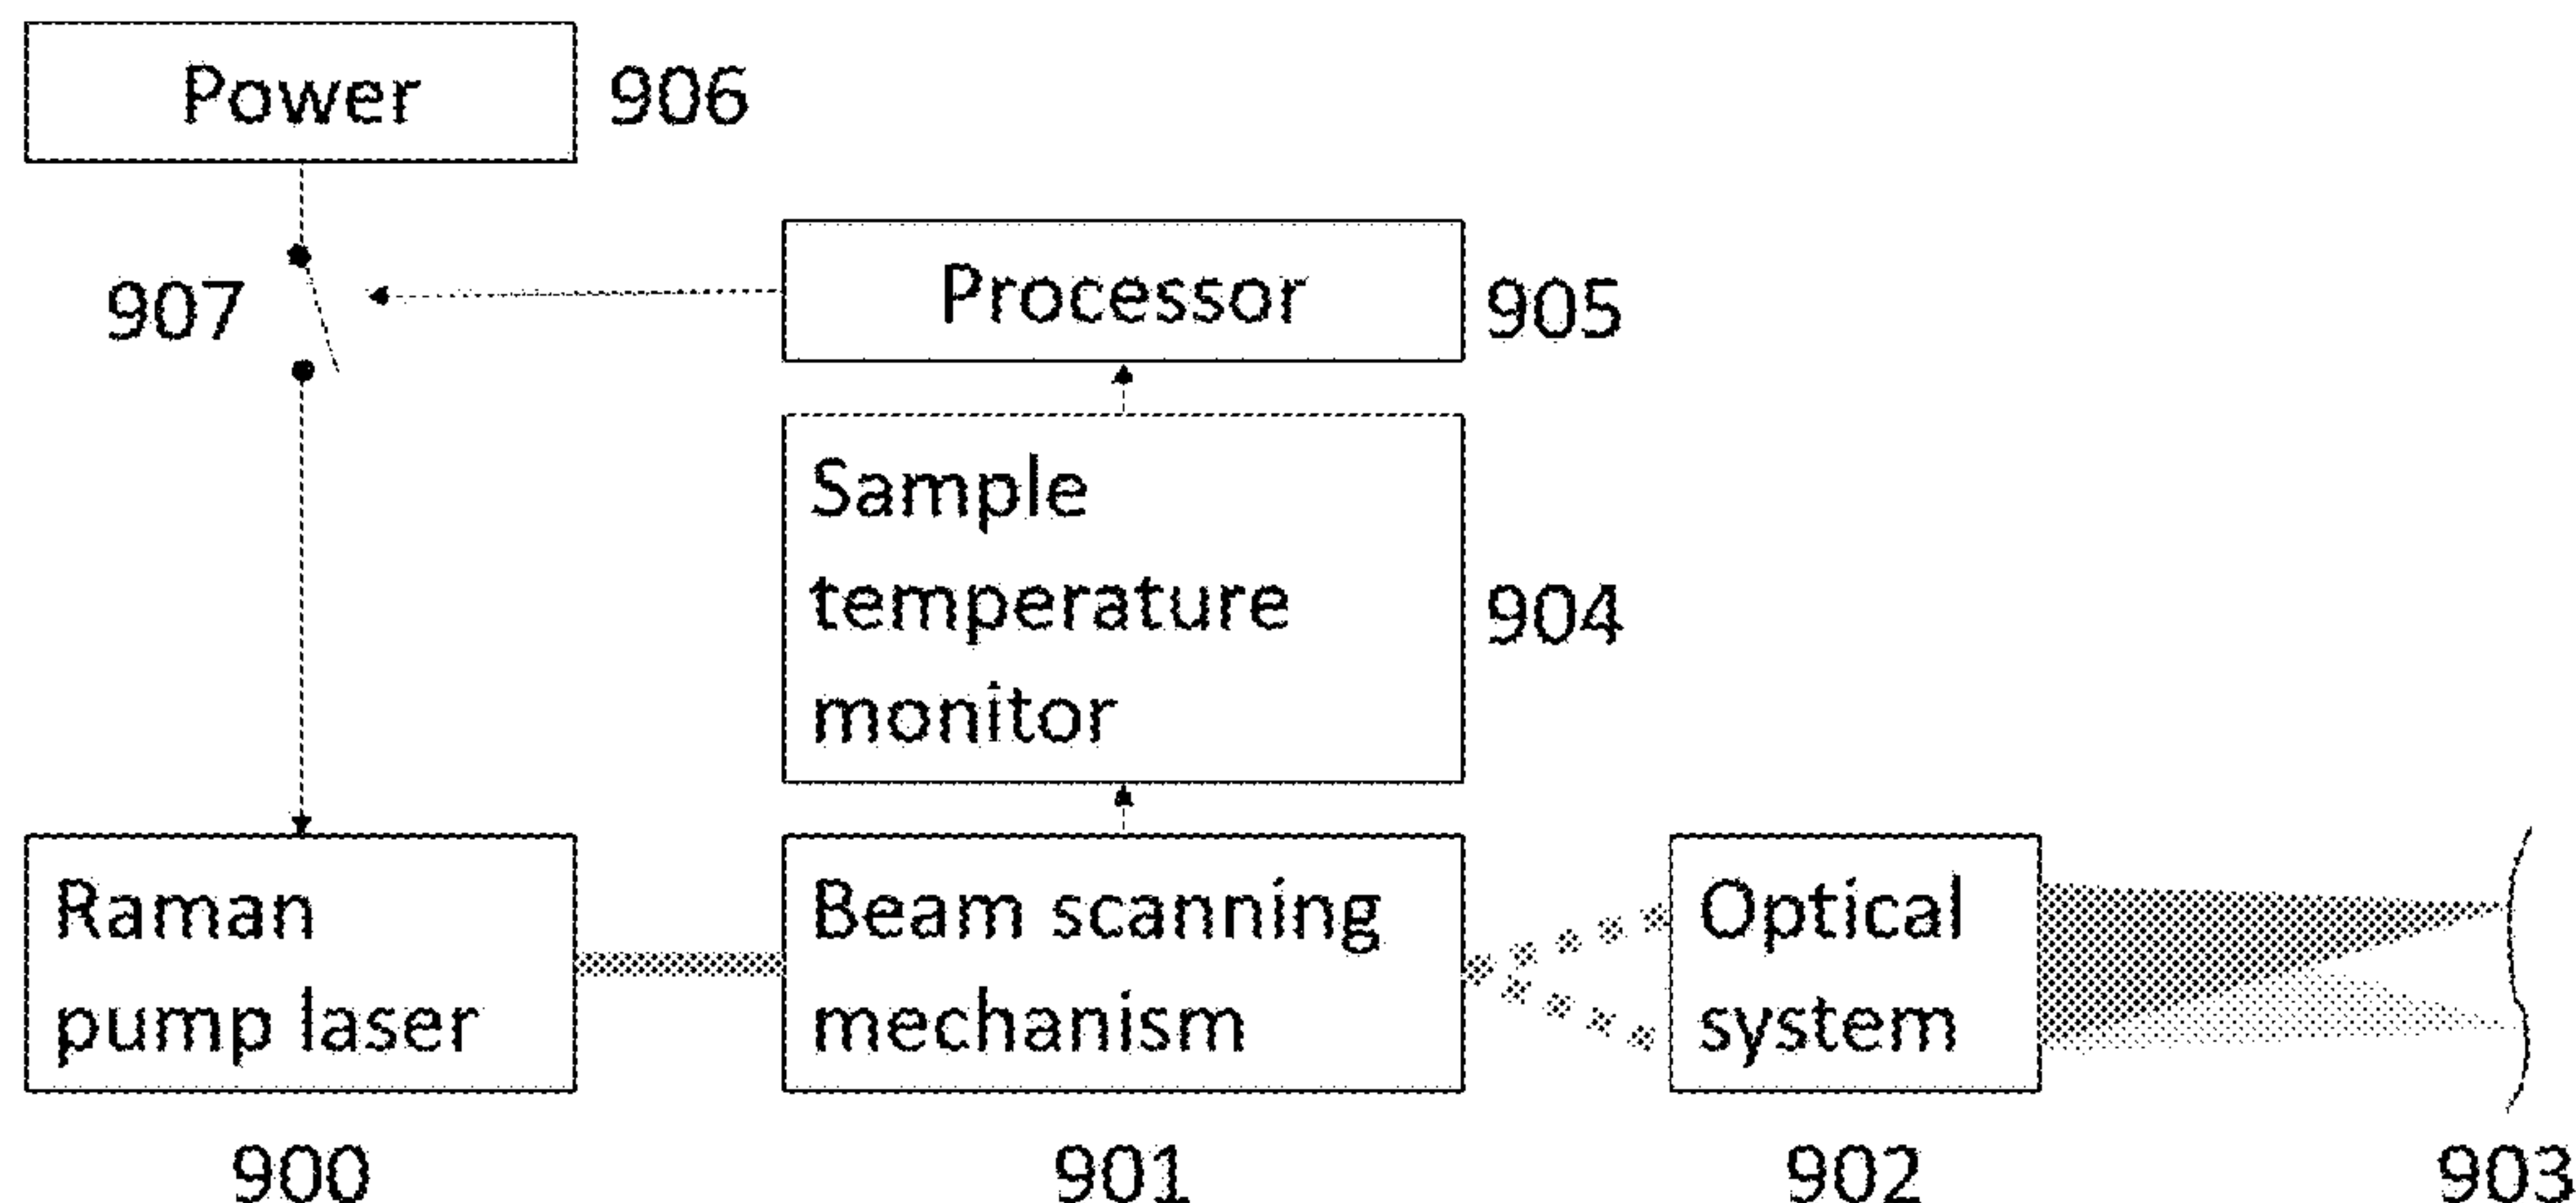 Power
906
907
Processor
905
Sample
temperature
monitor
904
Raman
pump laser
Beam scanning
mechanism
Optical
system
900
901
902
903